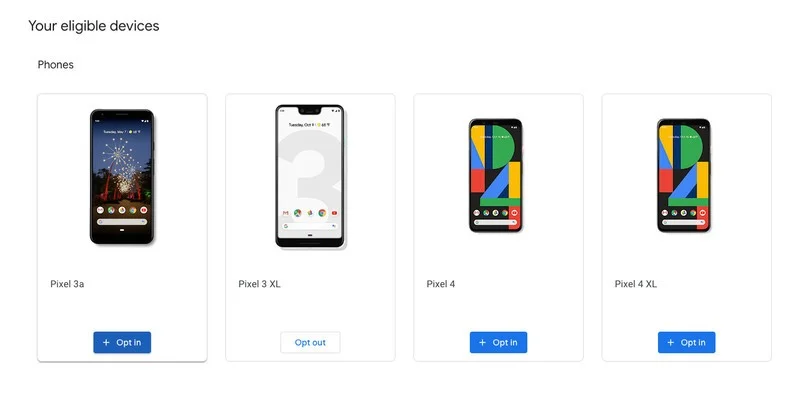 Your eligible devices
Phones
Pixel 3a
Pixel 3 XL
Pixel 4
Pixel 4 XL
+ Opt in
Opt out
+ Opt in
+ Opt in